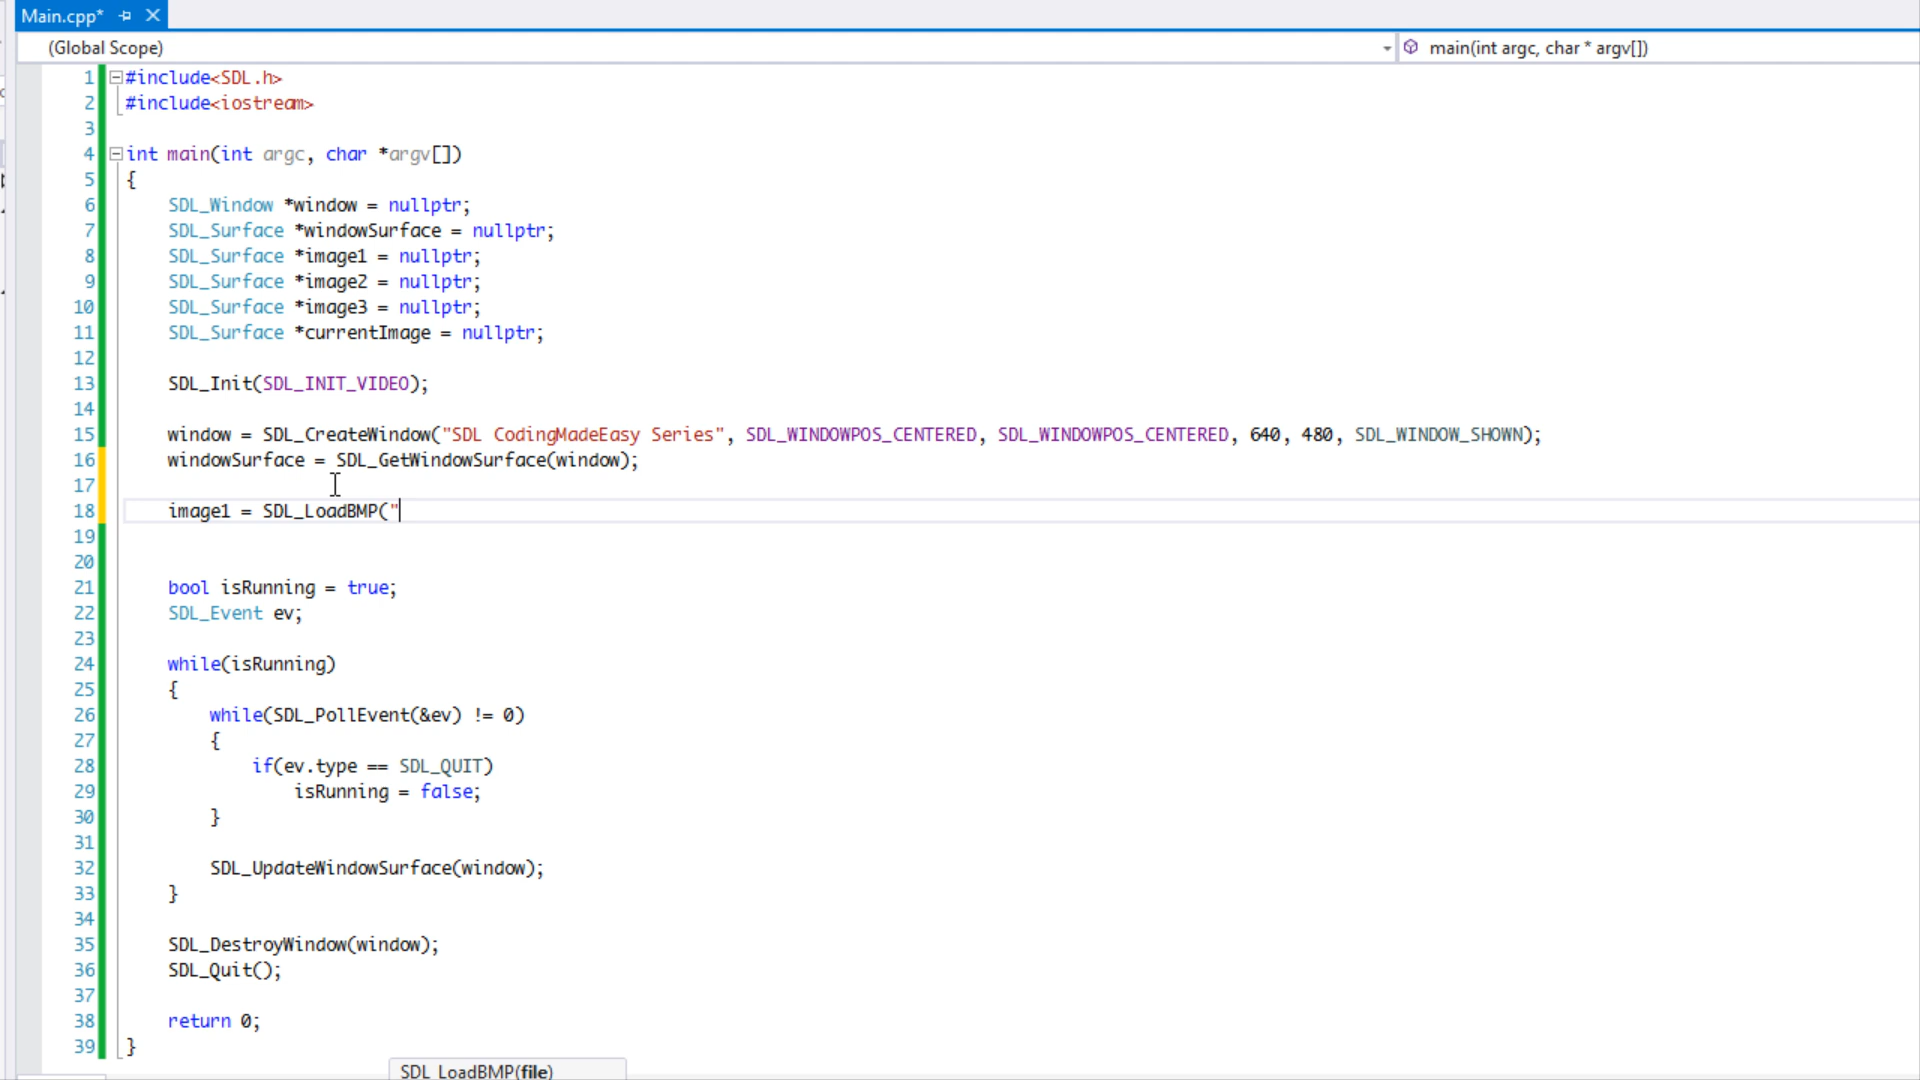 Main.cpp*
(Global Scope) main(int argc, char * argv[])
1 #include<SDL.h>
2 #include<iostream>
3
4 int main(int argc, char *argv[])
5 {
6 SDL_Window *window = nullptr;
7 SDL_Surface *windowSurface = nullptr;
8 SDL_Surface *image1 = nullptr;
9 SDL_Surface *image2 = nullptr;
10 SDL_Surface *image3 = nullptr;
11 SDL_Surface *currentImage = nullptr;
12
13 SDL_Init(SDL_INIT_VIDEO);
14
15 window = SDL_CreateWindow("SDL CodingMadeEasy Series", SDL_WINDOWPOS_CENTERED, SDL_WINDOWPOS_CENTERED, 640, 480, SDL_WINDOW_SHOWN);
16 windowSurface = SDL_GetWindowSurface(window);
17
18 image1 = SDL_LoadBMP("
19
20
21 bool isRunning = true;
22 SDL_Event ev;
23
24 while(isRunning)
25 {
26 while(SDL_PollEvent(&ev) != 0)
27 {
28 if(ev.type == SDL_QUIT)
29 isRunning = false;
30 }
31
32 SDL_UpdateWindowSurface(window);
33 }
34
35 SDL_DestroyWindow(window);
36 SDL_Quit();
37
38 return 0;
39 }
SDL_LoadBMP(file)